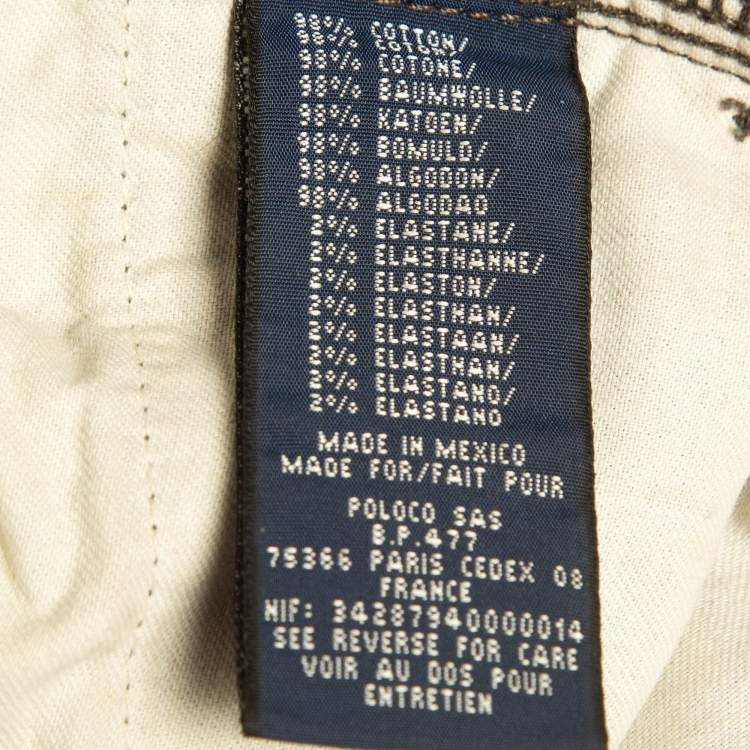 98% COTTON/
98% COTONE/
98% BAUMWOLLE/
98% KATOEN/
98% BOMULD/
98% ALGODON/
98% ALGODAO
2% ELASTANE/
2% ELASTHANNE/
2% ELASTON/
2% ELASTHAN/
2% ELASTAAN/
2% ELASTHAN/
2% ELASTANO/
2% ELASTANO
MADE IN MEXICO
MADE FOR/FAIT POUR
POLOCO SAS
B.P.477
75366 PARIS CEDEX 08
FRANCE
NIF: 34287940000014
SEE REVERSE FOR CARE
VOIR AU DOS POUR
ENTRETIEN